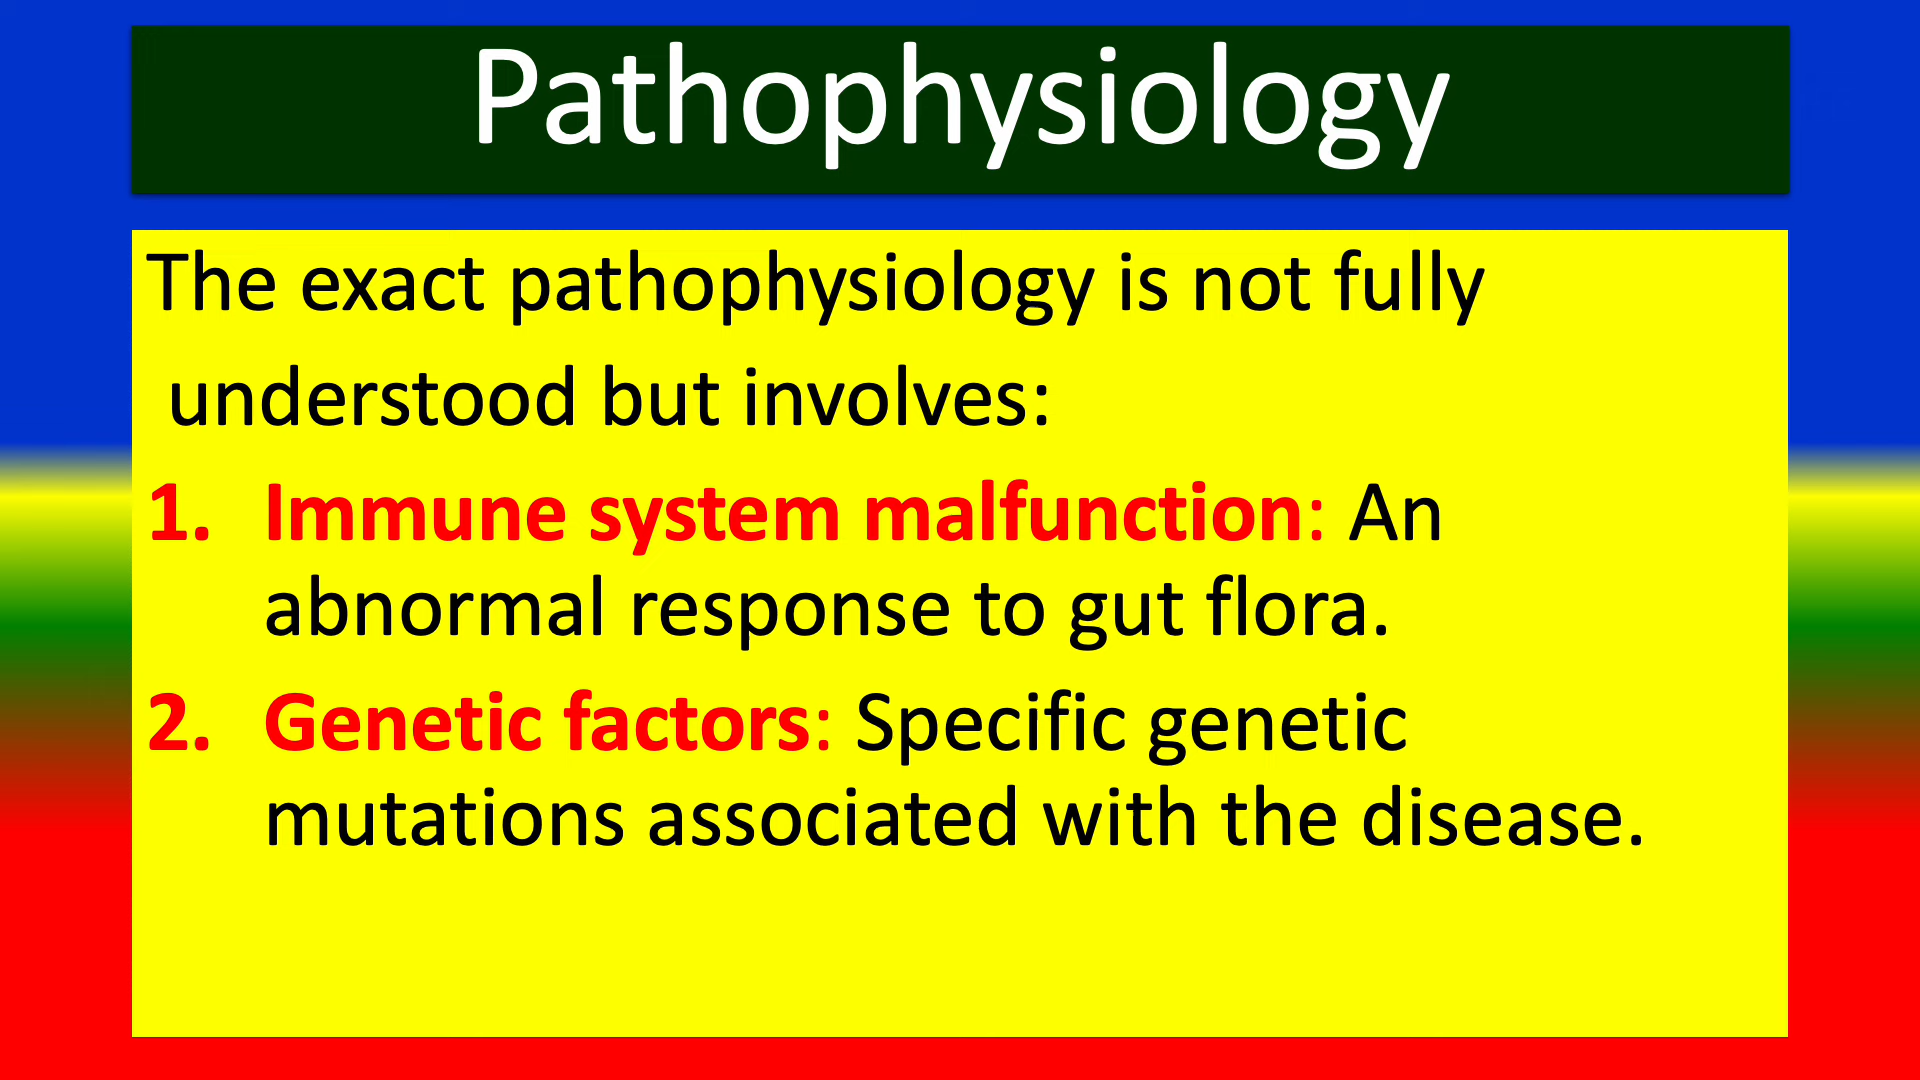 Pathophysiology
The exact pathophysiology is not fully
understood but involves:
1. Immune system malfunction: An
abnormal response to gut flora.
2. Genetic factors: Specific genetic
mutations associated with the disease.